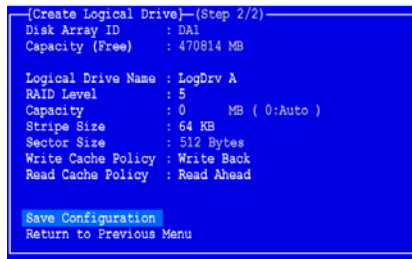 [Create Logical Drive]—(Step 2/2)
Disk Array ID : DA1
Capacity (Free) : 470814 MB
Logical Drive Name : LogDrv A
RAID Level : 5
Capacity : 0 MB ( 0:Auto )
Stripe Size : 64 KB
Sector Size : 512 Bytes
Write Cache Policy : Write Back
Read Cache Policy : Read Ahead
Save Configuration
Return to Previous Menu